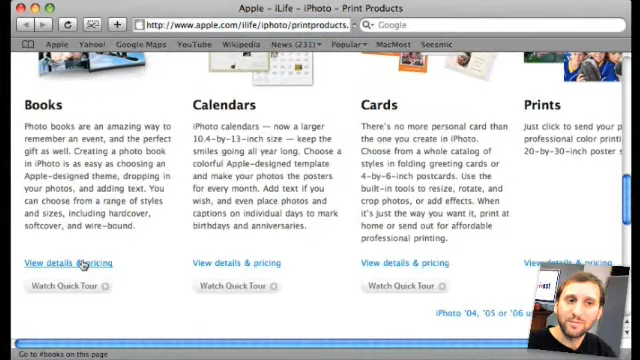 Apple - iLife - iPhoto - Print Products
http://www.apple.com/ilife/iphoto/printproducts.
Google
Apple Yahoo! Google Maps YouTube Wikipedia News (231) Popular MacMost Seesmic
Books
Photo books are an amazing way to
remember an event, and the perfect
gift as well. Creating a photo book
in iPhoto is as easy as choosing an
Apple-designed theme, dropping in
your photos, and adding text. You
can choose from a range of styles
and sizes, including hardcover,
softcover, and wire-bound.
View details & pricing
Watch Quick Tour
Calendars
iPhoto calendars — now a larger
10.4-by-13-inch size — keep the
smiles going all year long. Choose a
colorful Apple-designed template
and make your photos the posters
for every month. Add text if you
wish, and even place photos and
captions on individual days to mark
birthdays and anniversaries.
View details & pricing
Watch Quick Tour
Cards
There's no more personal card than
the one you create in iPhoto.
Choose from a whole catalog of
styles in folding greeting cards or
4-by-6-inch postcards. Use the
built-in tools to resize, rotate, and
crop photos, or add effects. When
it's just the way you want it, print at
home or send out for affordable
professional printing.
View details & pricing
Watch Quick Tour
Prints
Just click to send your p
professional color printi
20-by-30-inch poster s
View details & pricing
iPhoto '04, '05 or '06 u
Go to #books on this page